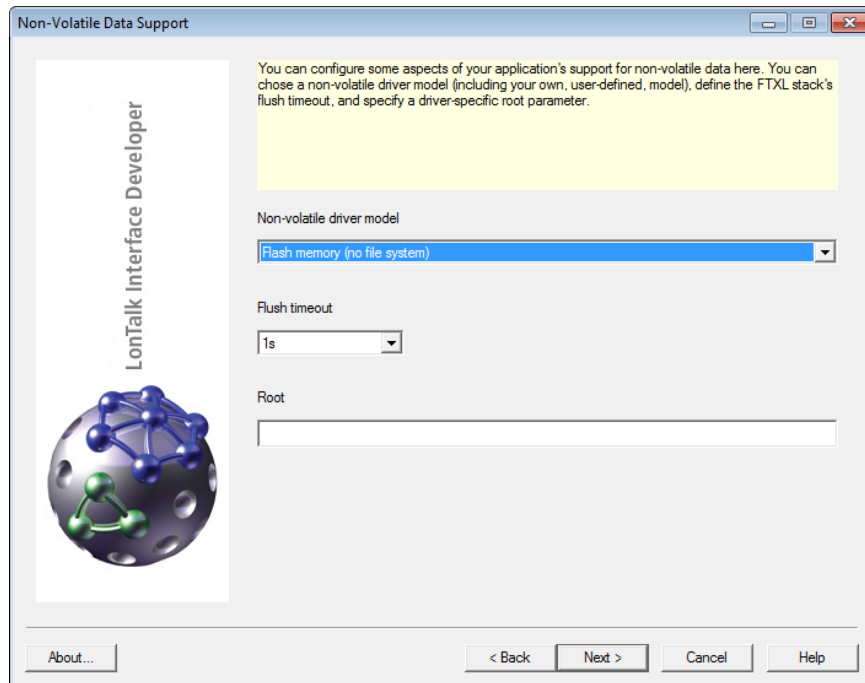 Non-Volatile Data Support
LonTalk Interface Developer
You can configure some aspects of your application's support for non-volatile data here. You can
chose a non-volatile driver model (including your own, user-defined, model), define the FTXL stack's
flush timeout, and specify a driver-specific root parameter.
Non-volatile driver model
Flash memory (no file system)
Flush timeout
1s
Root
About...
< Back
Next >
Cancel
Help